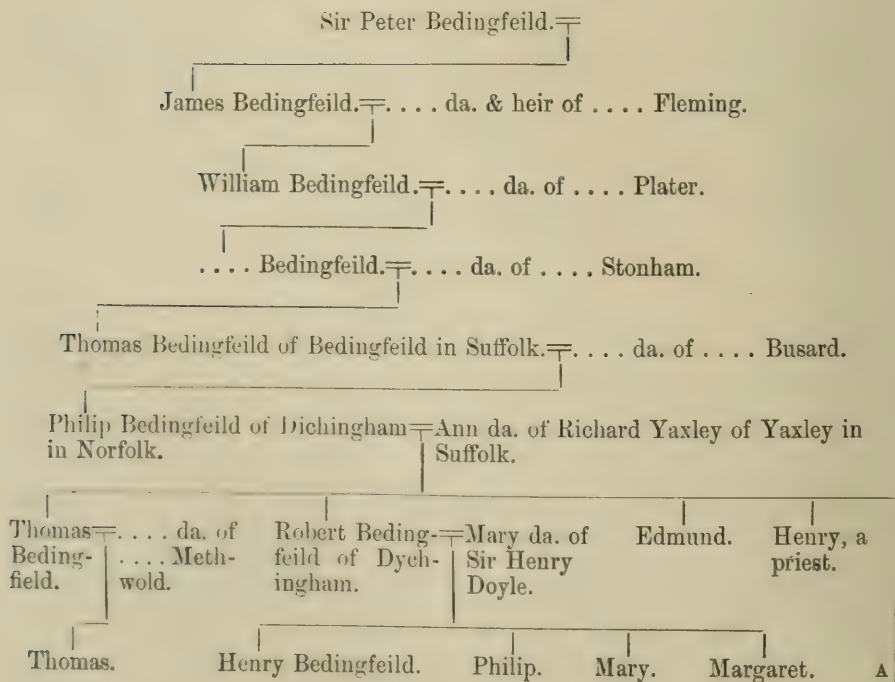 Sir Peter Bedingfeild.
James Bedingfeild. . . . . da. & heir of . . . . Fleming.
William Bedingfeild. . . . . da. of . . . . Plater.
. . . . Bedingfeild. . . . . da. of . . . . Stonham.
Thomas Bedingfeild of Bedingfeild in Suffolk. . . . . da. of . . . . Busard.
Philip Bedingfeild of Dichingham
in Norfolk.
Ann da. of Richard Yaxley of Yaxley in
Suffolk.
Thomas
Beding-
field.
. . . . da. of
. . . . Meth-
wold.
Robert Beding-
feild of Dych-
ingham.
Mary da. of
Sir Henry
Doyle.
Edmund.
Henry, a
priest.
Thomas.
Henry Bedingfeild.
Philip.
Mary.
Margaret.
A